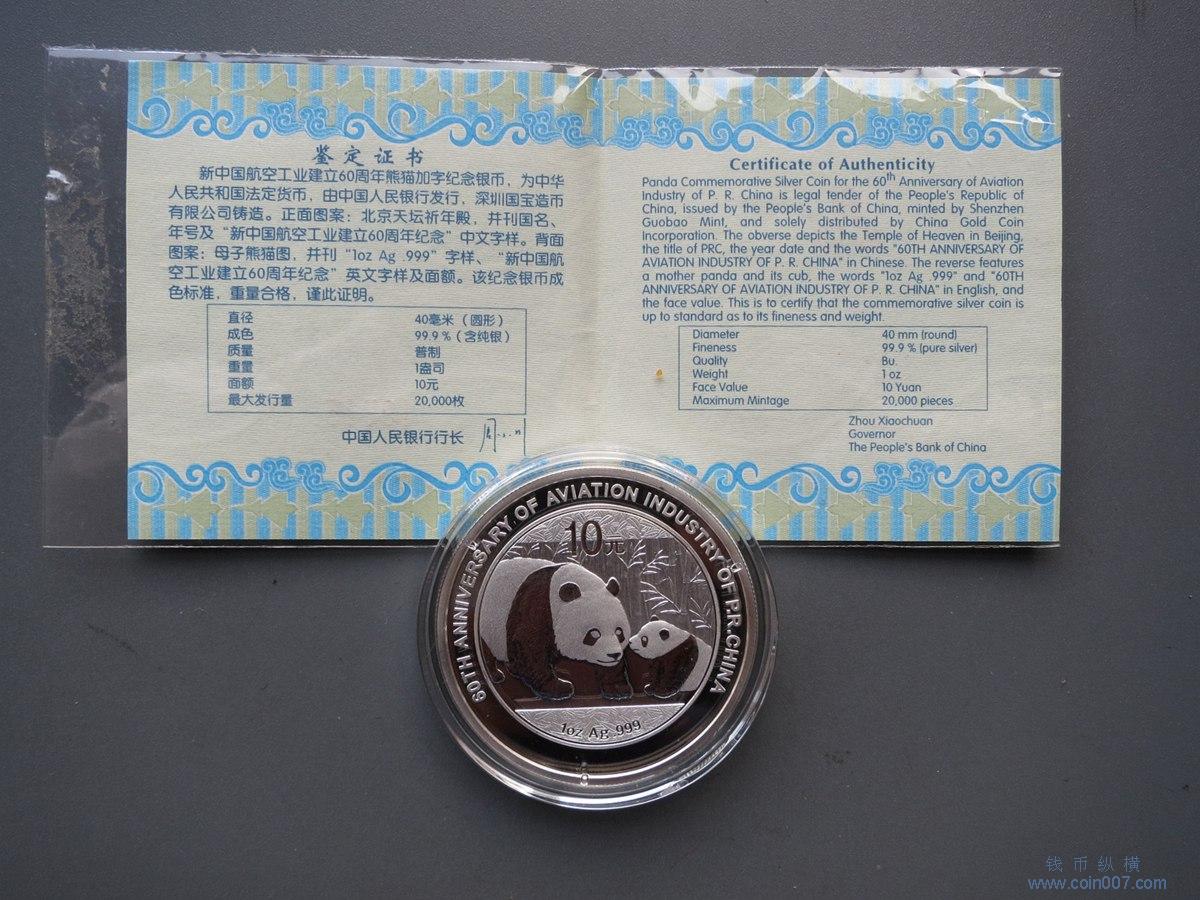 鉴定证书
新中国航空工业建立60周年熊猫加字纪念银币，为中华
人民共和国法定货币，由中国人民银行发行，深圳国宝造币
有限公司铸造。正面图案：北京天坛祈年殿，并刊国名、
年号及“新中国航空工业建立60周年纪念”中文字样。背面
图案：母子熊猫图，并刊“1oz Ag .999”字样、“新中国航
空工业建立60周年纪念”英文字样及面额。该纪念银币成
色标准，重量合格，谨此证明。
直径 40毫米（圆形）
成色 99.9％（含纯银）
质量 普制
重量 1盎司
面额 10元
最大发行量 20,000枚
中国人民银行行长
Certificate of Authenticity
Panda Commemorative Silver Coin for the 60th Anniversary of Aviation
Industry of P. R. China is legal tender of the People's Republic of
China, issued by the People's Bank of China, minted by Shenzhen
Guobao Mint, and solely distributed by China Gold Coin
Incorporation. The obverse depicts the Temple of Heaven in Beijing,
the title of PRC, the year date and the words "60TH ANNIVERSARY OF
AVIATION INDUSTRY OF P. R. CHINA" in Chinese. The reverse features
a mother panda and its cub, the words "1oz Ag .999" and "60TH
ANNIVERSARY OF AVIATION INDUSTRY OF P. R. CHINA" in English, and
the face value. This is to certify that the commemorative silver coin is
up to standard as to its fineness and weight.
Diameter 40 mm (round)
Fineness 99.9 % (pure silver)
Quality Bu
Weight 1 oz
Face Value 10 Yuan
Maximum Mintage 20,000 pieces
Zhou Xiaochuan
Governor
The People's Bank of China
60TH ANNIVERSARY OF AVIATION INDUSTRY OF P.R.CHINA
10元
1oz Ag .999
钱币纵横
www.coin007.com